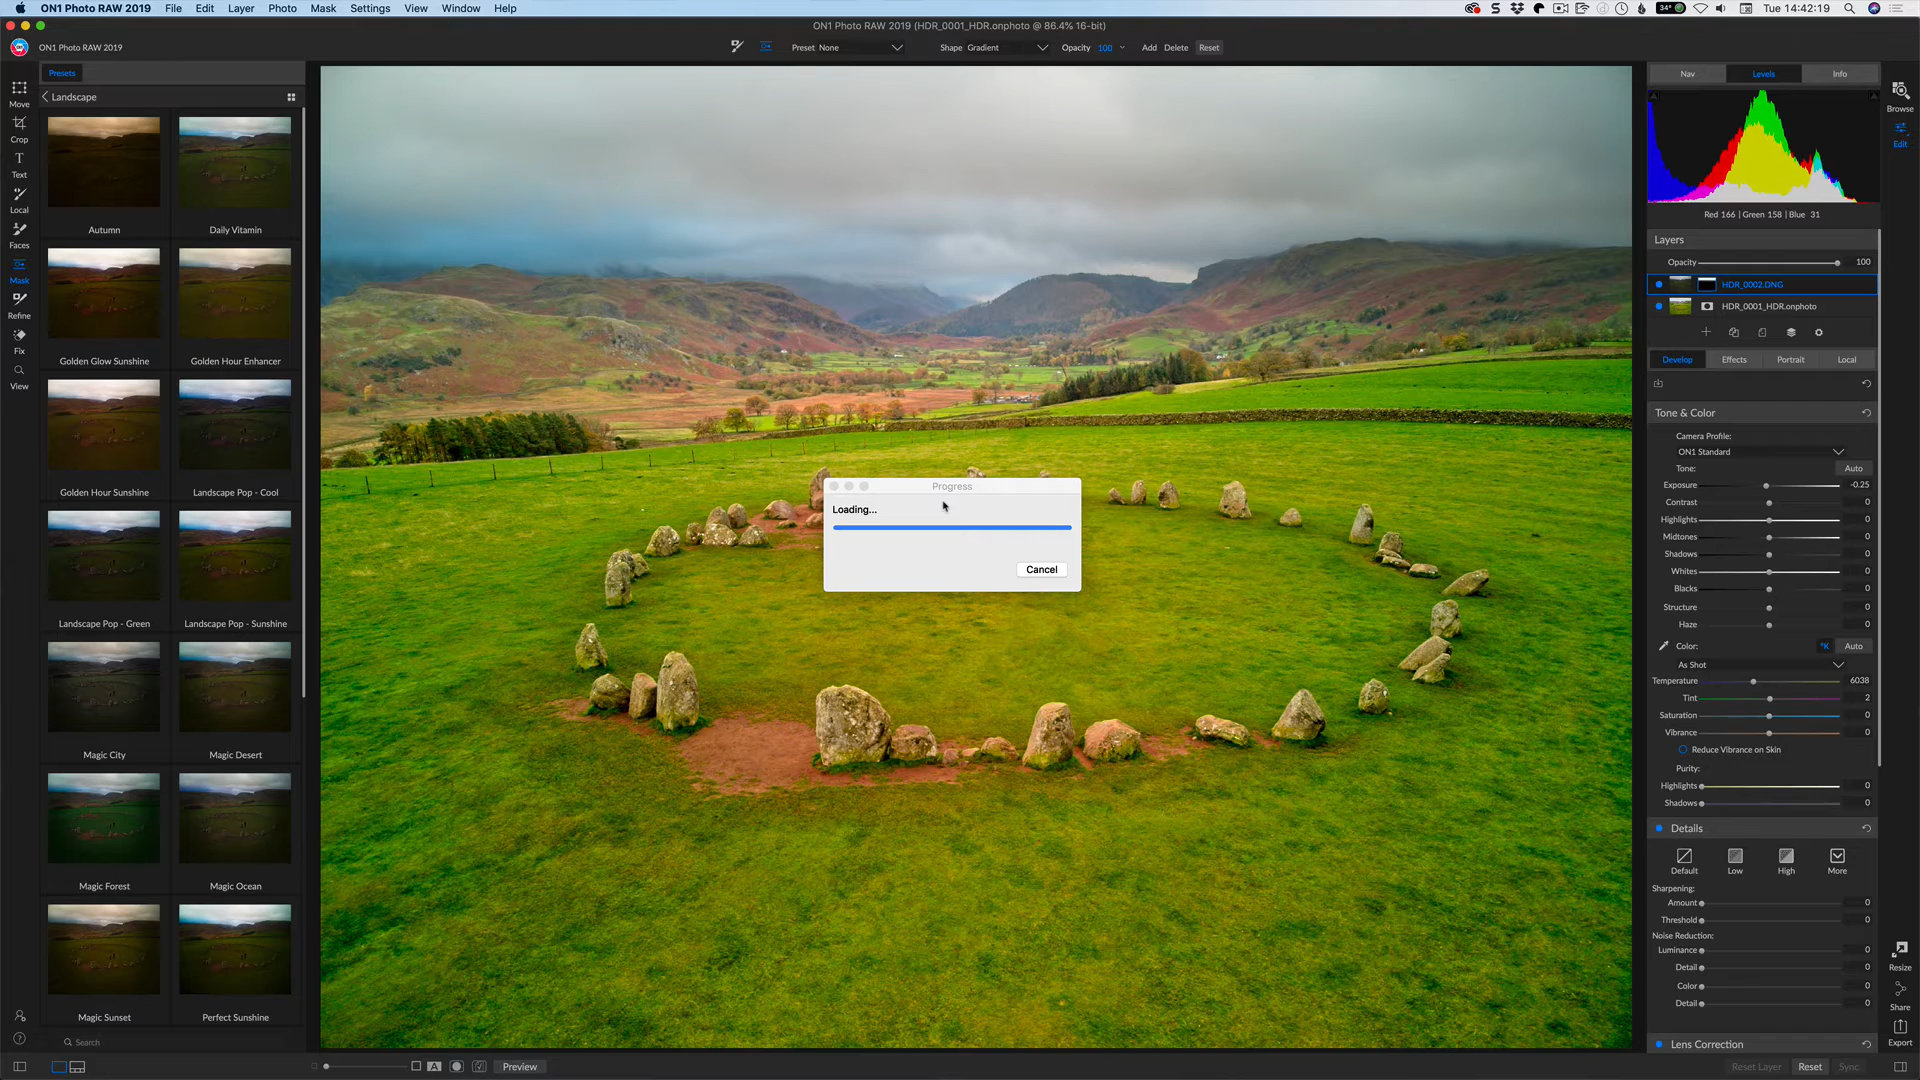 ON1 Photo RAW 2019 File Edit Layer Photo Mask Settings View Window Help
34° Tue 14:42:19
ON1 Photo RAW 2019 (HDR_0001_HDR.onphoto @ 86.4% 16-bit)
ON1 Photo RAW 2019
Preset None Shape Gradient Opacity 100 Add Delete Reset
Presets
Landscape
Move
Crop
Text
Local
Faces
Mask
Refine
Fix
View
Autumn Daily Vitamin
Golden Glow Sunshine Golden Hour Enhancer
Golden Hour Sunshine Landscape Pop - Cool
Landscape Pop - Green Landscape Pop - Sunshine
Magic City Magic Desert
Magic Forest Magic Ocean
Magic Sunset Perfect Sunshine
Search
Progress
Loading...
Cancel
Preview
Nav Levels Info
Red 166 | Green 158 | Blue 31
Layers
Opacity 100
HDR_0002.DNG
HDR_0001_HDR.onphoto
Develop Effects Portrait Local
Tone & Color
Camera Profile:
ON1 Standard
Tone: Auto
Exposure -0.25
Contrast 0
Highlights 0
Midtones 0
Shadows 0
Whites 0
Blacks 0
Structure 0
Haze 0
Color: °K Auto
As Shot
Temperature 6038
Tint 2
Saturation 0
Vibrance 0
Reduce Vibrance on Skin
Purity:
Highlights 0
Shadows 0
Details
Default Low High More
Sharpening:
Amount 0
Threshold 0
Noise Reduction:
Luminance 0
Detail 0
Color 0
Detail 0
Lens Correction
Reset Layer Reset Sync
Browse
Edit
Resize
Share
Export